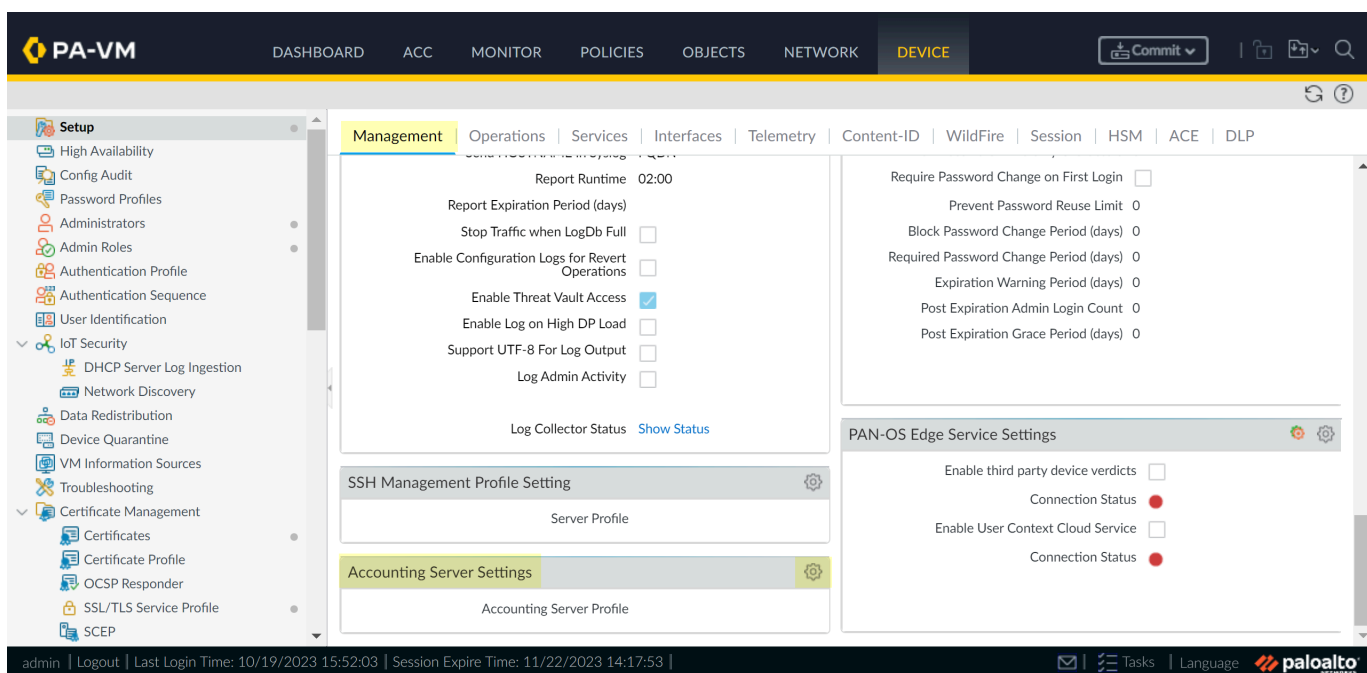 PA-VM
DASHBOARD ACC MONITOR POLICIES OBJECTS NETWORK DEVICE
Commit
Setup
High Availability
Config Audit
Password Profiles
Administrators
Admin Roles
Authentication Profile
Authentication Sequence
User Identification
IoT Security
DHCP Server Log Ingestion
Network Discovery
Data Redistribution
Device Quarantine
VM Information Sources
Troubleshooting
Certificate Management
Certificates
Certificate Profile
OCSP Responder
SSL/TLS Service Profile
SCEP
Management | Operations | Services | Interfaces | Telemetry | Content-ID | WildFire | Session | HSM | ACE | DLP
Report Runtime 02:00
Report Expiration Period (days)
Stop Traffic when LogDb Full
Enable Configuration Logs for Revert
Operations
Enable Threat Vault Access
Enable Log on High DP Load
Support UTF-8 For Log Output
Log Admin Activity
Log Collector Status Show Status
SSH Management Profile Setting
Server Profile
Accounting Server Settings
Accounting Server Profile
Require Password Change on First Login
Prevent Password Reuse Limit 0
Block Password Change Period (days) 0
Required Password Change Period (days) 0
Expiration Warning Period (days) 0
Post Expiration Admin Login Count 0
Post Expiration Grace Period (days) 0
PAN-OS Edge Service Settings
Enable third party device verdicts
Connection Status
Enable User Context Cloud Service
Connection Status
admin | Logout | Last Login Time: 10/19/2023 15:52:03 | Session Expire Time: 11/22/2023 14:17:53 |
Tasks | Language paloalto